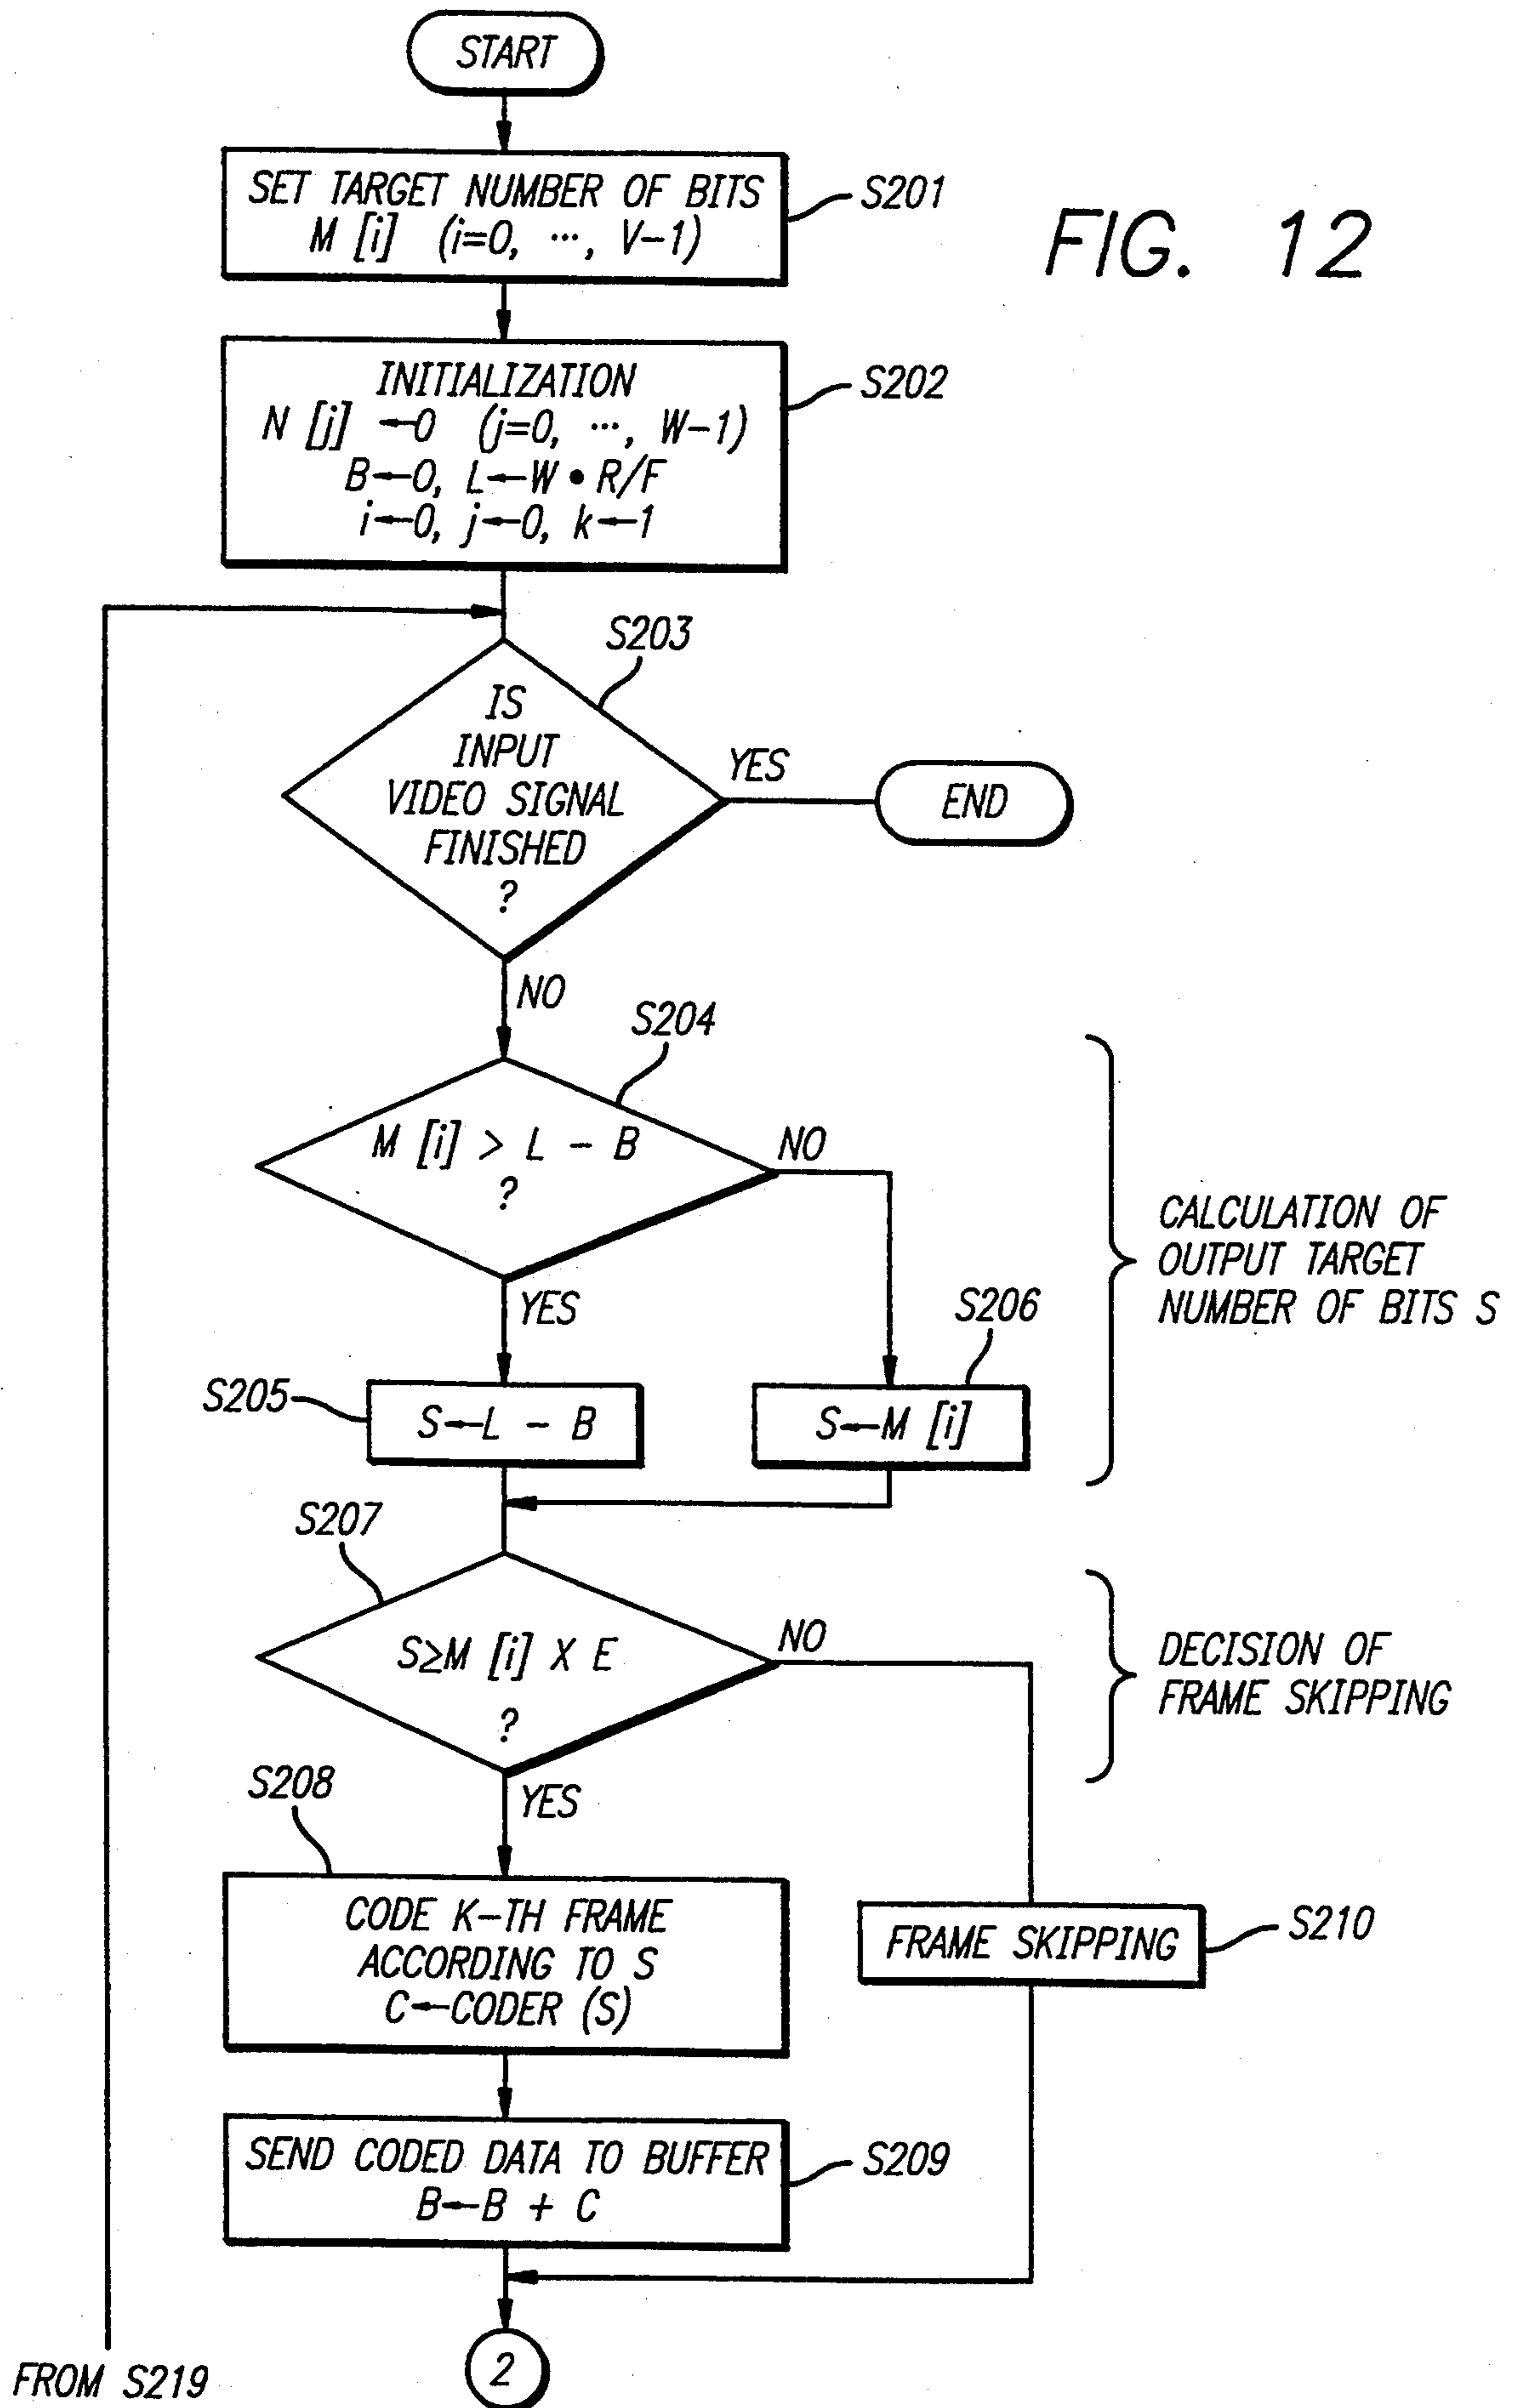 START
SET TARGET NUMBER OF BITS
M [i] (i=0, ···, V-1)
S201
FIG. 12
INITIALIZATION
N [j] ←0 (j=0, ···, W-1)
B←0, L←W • R/F
i←0, j←0, k←1
S202
S203
IS
INPUT
VIDEO SIGNAL
FINISHED
?
YES
END
NO
S204
M [i] > L - B
?
NO
YES
CALCULATION OF
OUTPUT TARGET
NUMBER OF BITS S
S205
S←L - B
S206
S←M [i]
S207
S≥M [i] X E
?
NO
YES
DECISION OF
FRAME SKIPPING
S208
CODE K-TH FRAME
ACCORDING TO S
C←CODER (S)
FRAME SKIPPING
S210
SEND CODED DATA TO BUFFER
B←B + C
S209
2
FROM S219